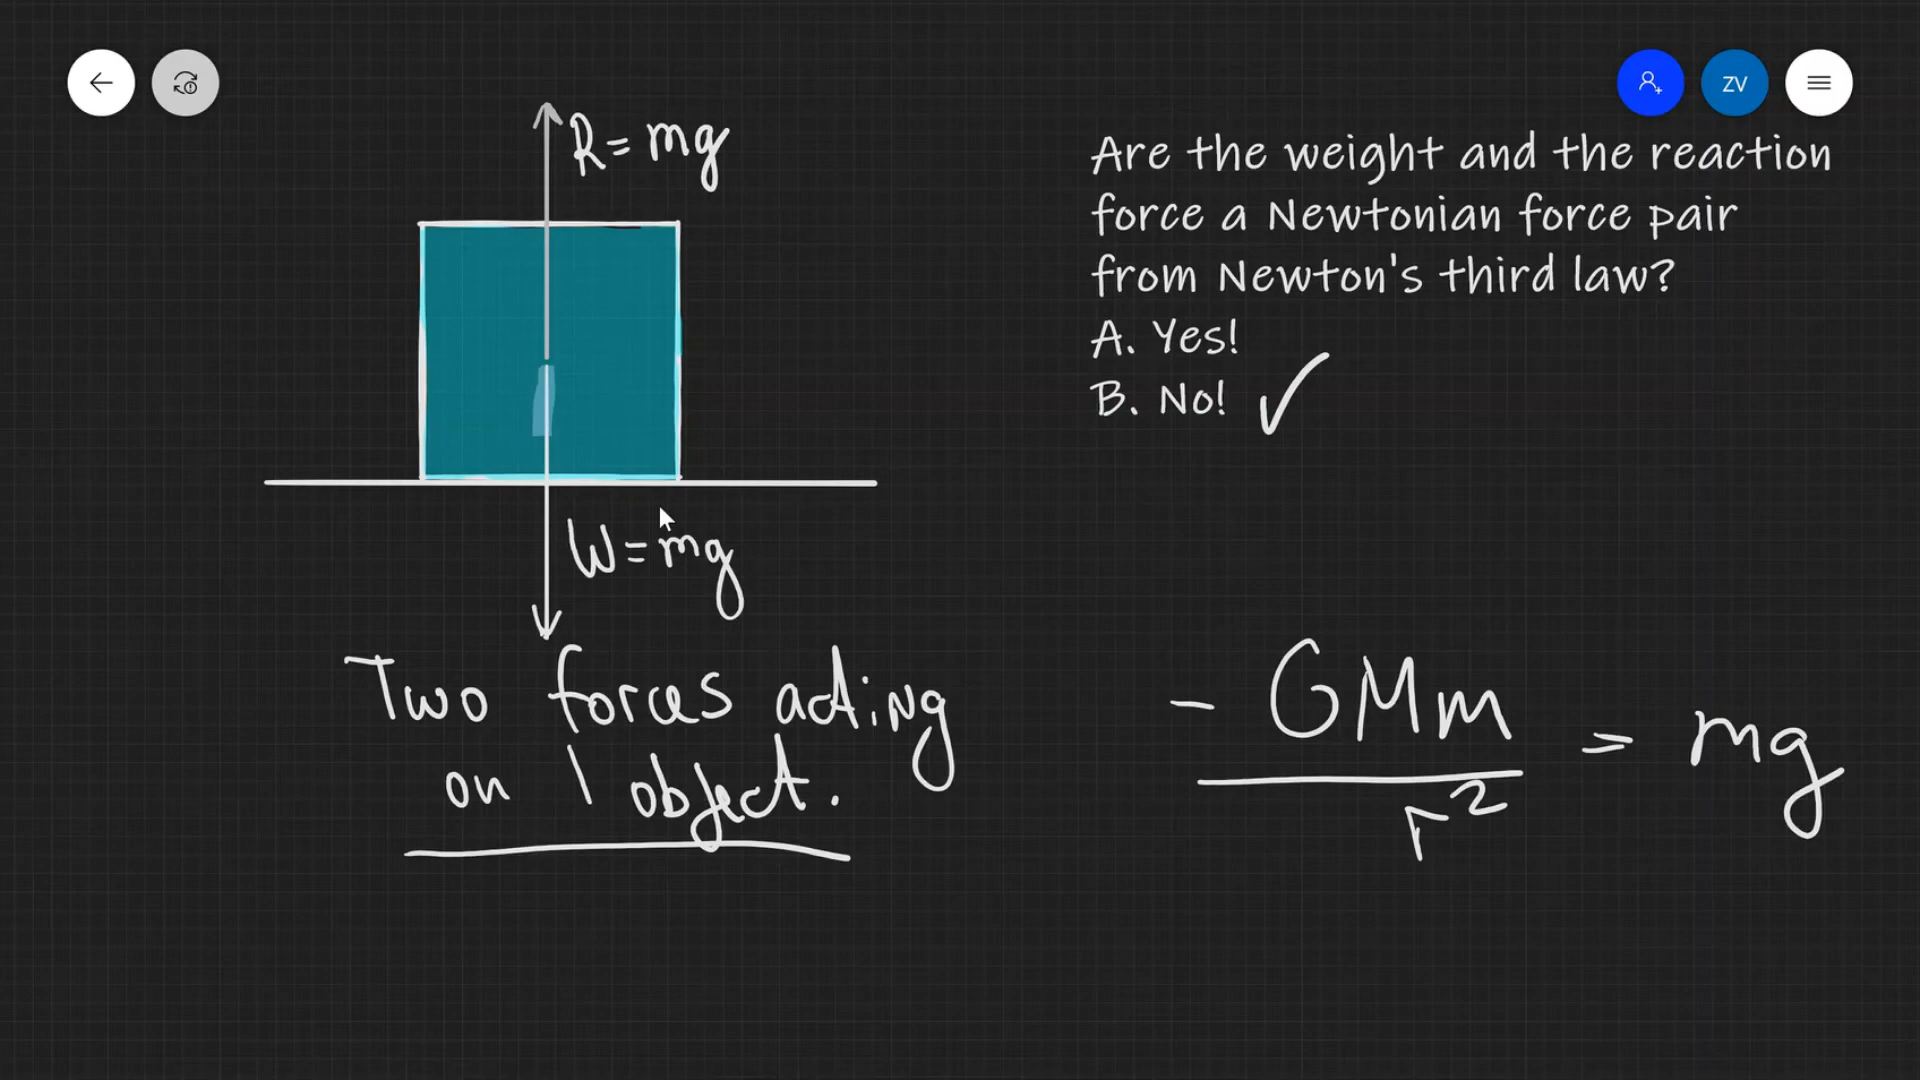 ZV
R = mg
Are the weight and the reaction
force a Newtonian force pair
from Newton's third law?
A. Yes!
B. No! ✓
W = mg
Two forces acting
on 1 object.
- GMm
r² = mg